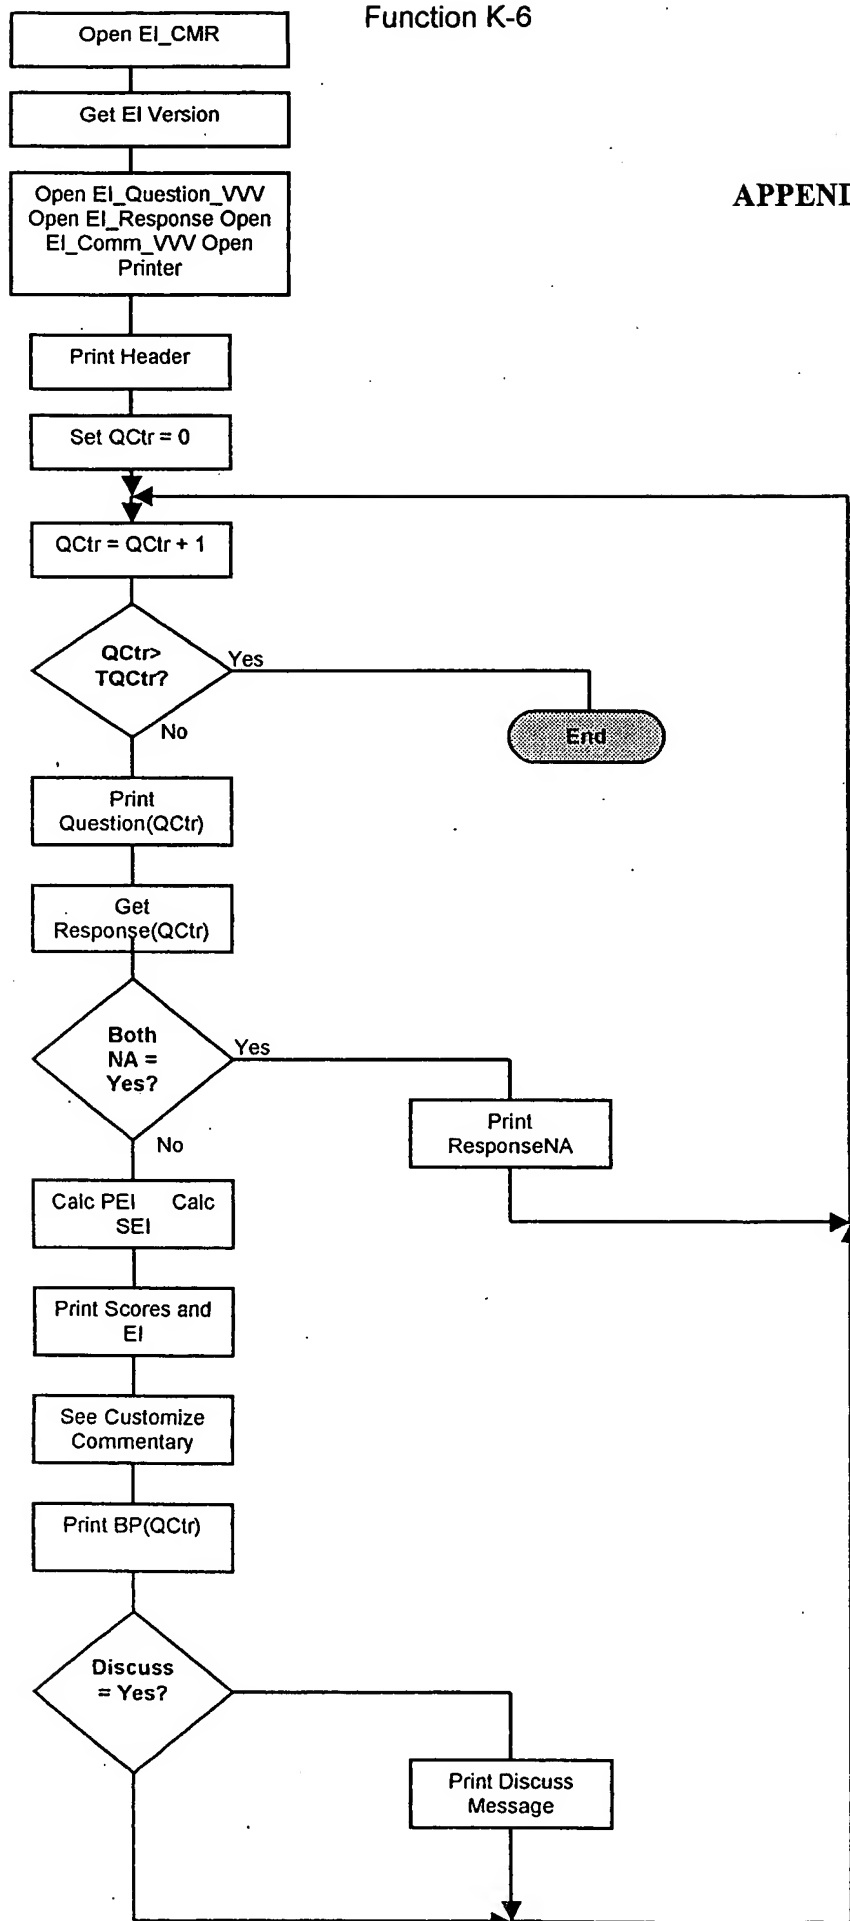 Function K-6
Open EI_CMR
Get EI Version
APPEND
Open EI_Question_VVV
Open EI_Response Open
EI_Comm_VVV Open
Printer
Print Header
Set QCtr = 0
QCtr = QCtr + 1
QCtr>
TQCtr?
Yes
No
End
Print
Question(QCtr)
Get
Response(QCtr)
Both
NA =
Yes?
Yes
No
Print
ResponseNA
Calc PEI Calc
SEI
Print Scores and
EI
See Customize
Commentary
Print BP(QCtr)
Discuss
= Yes?
Print Discuss
Message